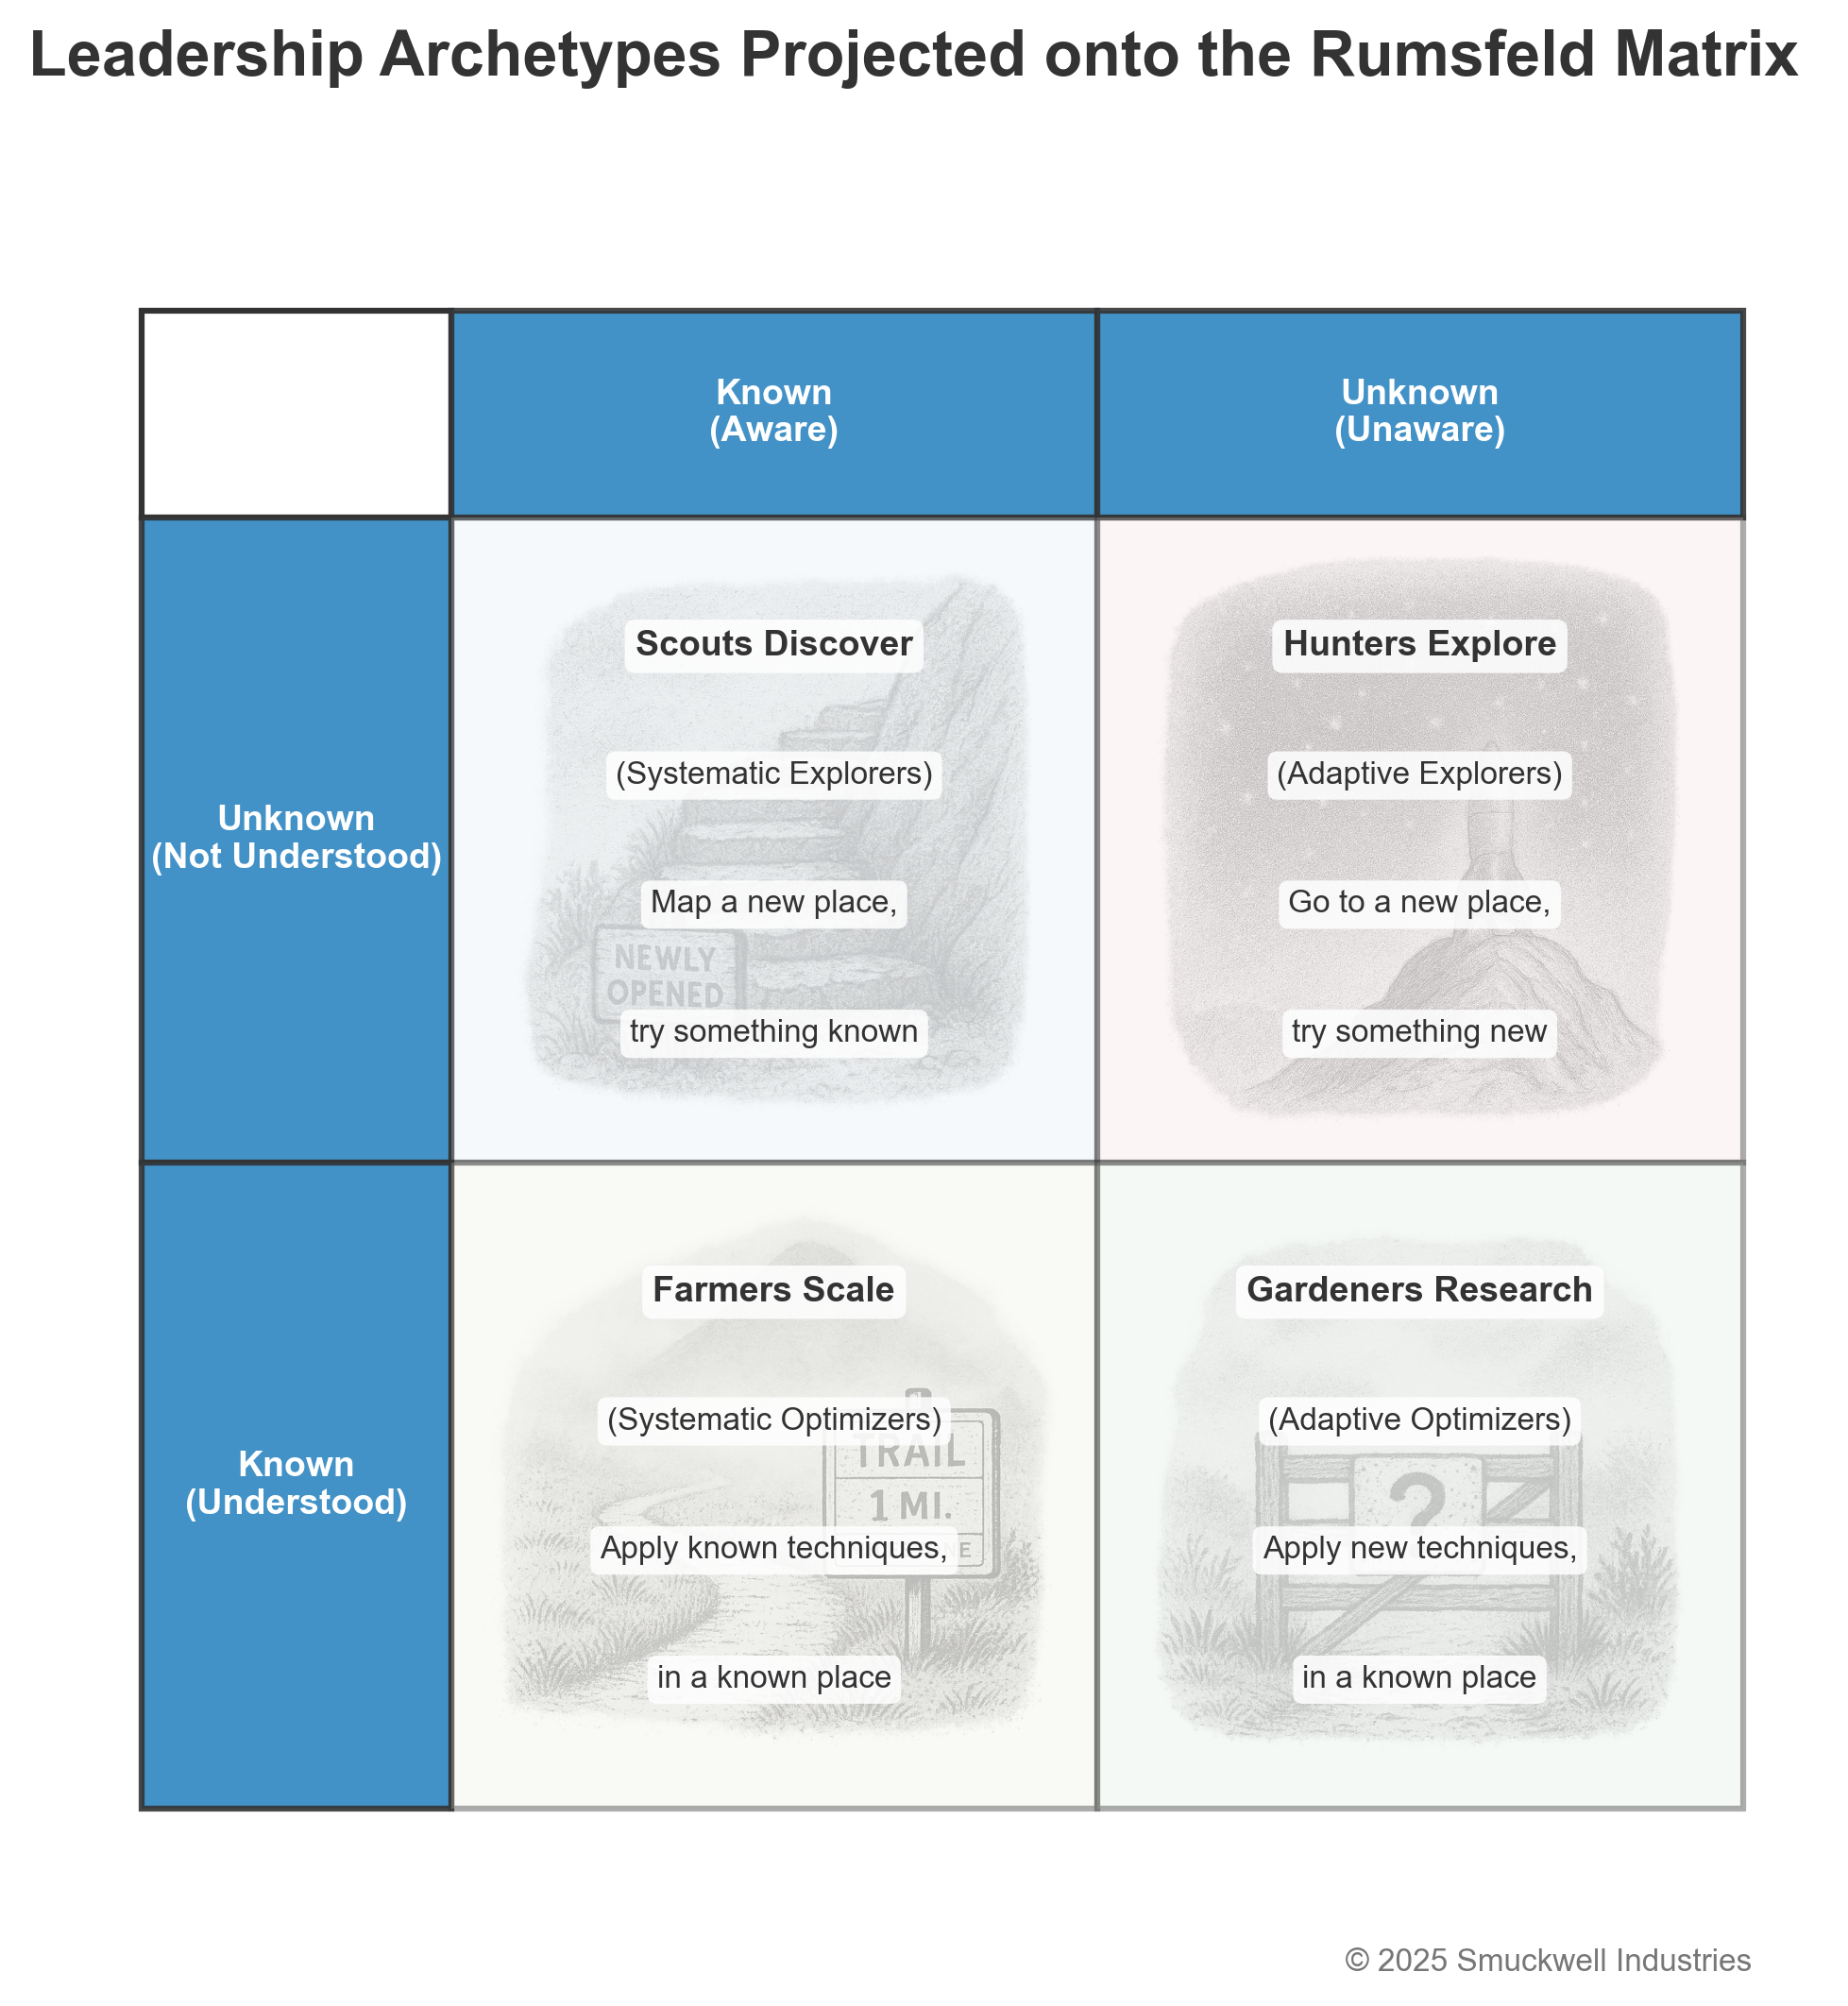 Leadership Archetypes Projected onto the Rumsfeld Matrix
Known
(Aware)
Unknown
(Unaware)
Unknown
(Not Understood)
Scouts Discover
(Systematic Explorers)
Map a new place,
NEWLY
OPENED
try something known
Hunters Explore
(Adaptive Explorers)
Go to a new place,
try something new
Known
(Understood)
Farmers Scale
(Systematic Optimizers)
TRAIL
1 MI.
Apply known techniques,
in a known place
Gardeners Research
(Adaptive Optimizers)
?
Apply new techniques,
in a known place
© 2025 Smuckwell Industries